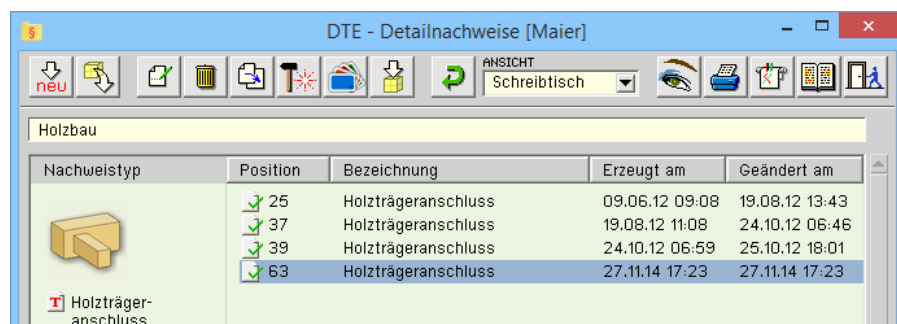 § DTE - Detailnachweise [Maier]
neu
ANSICHT
Schreibtisch
Holzbau
Nachweistyp Position Bezeichnung Erzeugt am Geändert am
25 Holzträgeranschluss 09.06.12 09:08 19.08.12 13:43
37 Holzträgeranschluss 19.08.12 11:08 24.10.12 06:46
39 Holzträgeranschluss 24.10.12 06:59 25.10.12 18:01
63 Holzträgeranschluss 27.11.14 17:23 27.11.14 17:23
T Holzträger-
anschluss